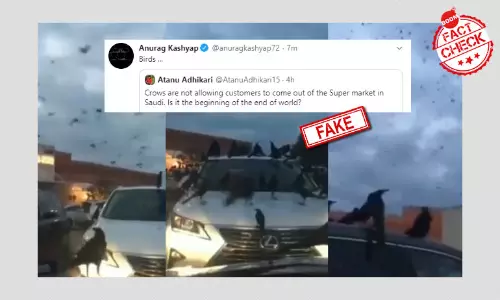 BOOM
FACT
CHECK
Anurag Kashyap @anuragkashyap72 · 7m
Birds ...
Atanu Adhikari @AtanuAdhikari15 · 4h
Crows are not allowing customers to come out of the Super market in
Saudi. Is it the beginning of the end of world?
FAKE